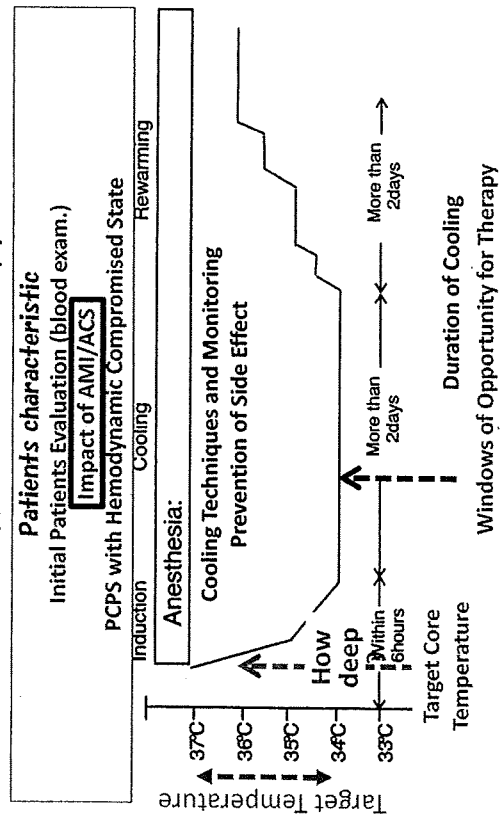 Patients characteristic
Initial Patients Evaluation (blood exam.)
Impact of AMI/ACS
PCPS with Hemodynamic Compromised State
Induction Cooling Rewarming
Anesthesia:
Cooling Techniques and Monitoring
Prevention of Side Effect
Target Temperature
37°C
36°C
35°C
34°C
33°C
How
deep
Within
6hours
More than
2days
More than
2days
Target Core
Temperature
Duration of Cooling
Windows of Opportunity for Therapy